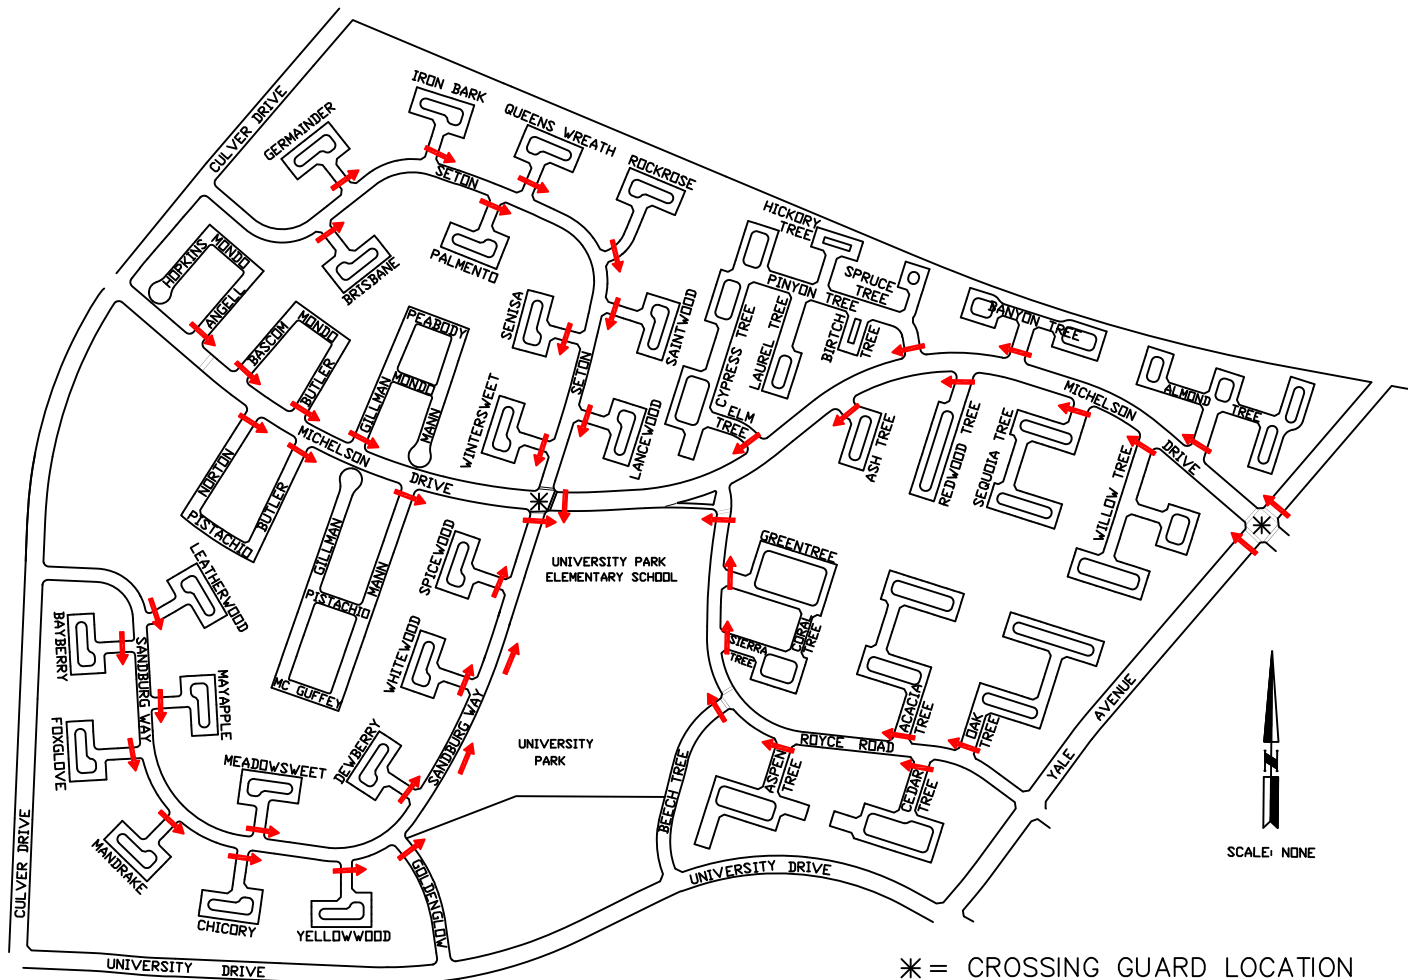 IRON BARK
QUEENS WREATH
GERMAINDER
CULVER DRIVE
ROCKROSE
SETON
HICKORY
TREE
PALMENTO
BRISBANE
HOPKINS
MONDO
ANGELL
SPRUCE
TREE
PINYON TREE
BANYON TREE
BIRTCH
TREE
LAUREL TREE
CYPRESS TREE
SENISA
SAINTWOOD
PEABODY
BASCOM
MONDO
BUTLER
GILLMAN
MONDO
MANN
SETON
WINTERSWEET
LANCEWOOD
ELM
TREE
ASH TREE
REDWOOD TREE
SEQUOIA TREE
MICHELSON
DRIVE
ALMOND
TREE
WILLOW TREE
MICHELSON
DRIVE
NORTON
BUTLER
PISTACHIO
GILLMAN
MANN
PISTACHIO
MC GUFFEY
SPICEWOOD
UNIVERSITY PARK
ELEMENTARY SCHOOL
GREENTREE
LEATHERWOOD
BAYBERRY
SANDBURG WAY
MAYAPPLE
FOXGLOVE
WHITEWOOD
SIERRA
TREE
CORAL
TREE
ACACIA
TREE
OAK
TREE
YALE
AVENUE
ROYCE ROAD
ASPEN
TREE
CEDAR
TREE
BEECH TREE
UNIVERSITY
PARK
SANDBURG WAY
DEWBERRY
MEADOWSWEET
MANDRAKE
CHICORY
YELLOWWOOD
GOLDENGLOW
CULVER DRIVE
UNIVERSITY DRIVE
UNIVERSITY DRIVE
N
SCALE: NONE
✳ = CROSSING GUARD LOCATION